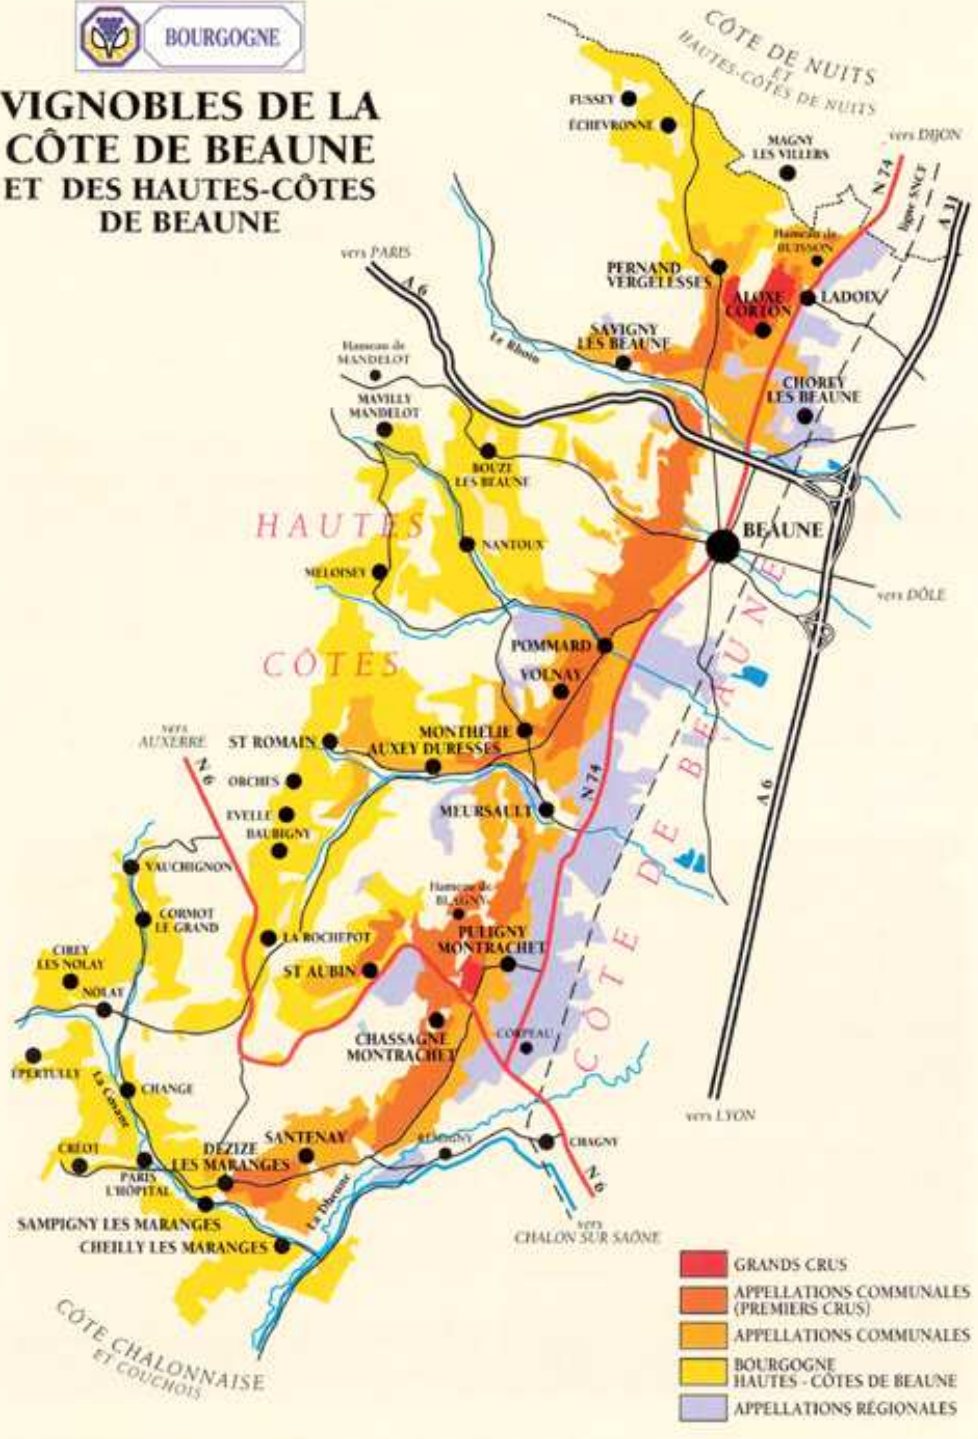 BOURGOGNE
VIGNOBLES DE LA
CÔTE DE BEAUNE
ET DES HAUTES-CÔTES
DE BEAUNE
CÔTE DE NUITS
ET
HAUTES-CÔTES DE NUITS
vers DIJON
N 74
ligne SNCF
A 31
FUSSEY
ÉCHEVRONNE
MAGNY
LES VILLERS
Hameau de
BUISSON
vers PARIS
A 6
PERNAND
VERGELESSES
ALOXE
CORTON
LADOIX
SAVIGNY
LES BEAUNE
Le Rhoin
CHOREY
LES BEAUNE
Hameau de
MANDELOT
MAVILLY
MANDELOT
BOUZE
LES BEAUNE
HAUTES
NANTOUX
BEAUNE
MELOISEY
vers DÔLE
POMMARD
CÔTES
VOLNAY
CÔTE DE BEAUNE
vers
AUXERRE
N 6
ST ROMAIN
MONTHELIE
AUXEY DURESSES
ORCHES
N 74
A 6
EVELLE
BAUBIGNY
MEURSAULT
VAUCHIGNON
Hameau de
BLAGNY
CORMOT
LE GRAND
LA ROCHEPOT
PULIGNY
MONTRACHET
CIREY
LES NOLAY
ST AUBIN
NOLAY
CHASSAGNE
MONTRACHET
CORPEAU
EPERTULLY
La Cosane
CHANGE
vers LYON
SANTENAY
REMIGNY
CHAGNY
CRÉOT
DEZIZE
LES MARANGES
PARIS
L'HÔPITAL
La Dheune
N 6
SAMPIGNY LES MARANGES
vers
CHALON SUR SAÔNE
CHEILLY LES MARANGES
CÔTE CHALONNAISE
ET COUCHOIS
GRANDS CRUS
APPELLATIONS COMMUNALES
(PREMIERS CRUS)
APPELLATIONS COMMUNALES
BOURGOGNE
HAUTES - CÔTES DE BEAUNE
APPELLATIONS RÉGIONALES